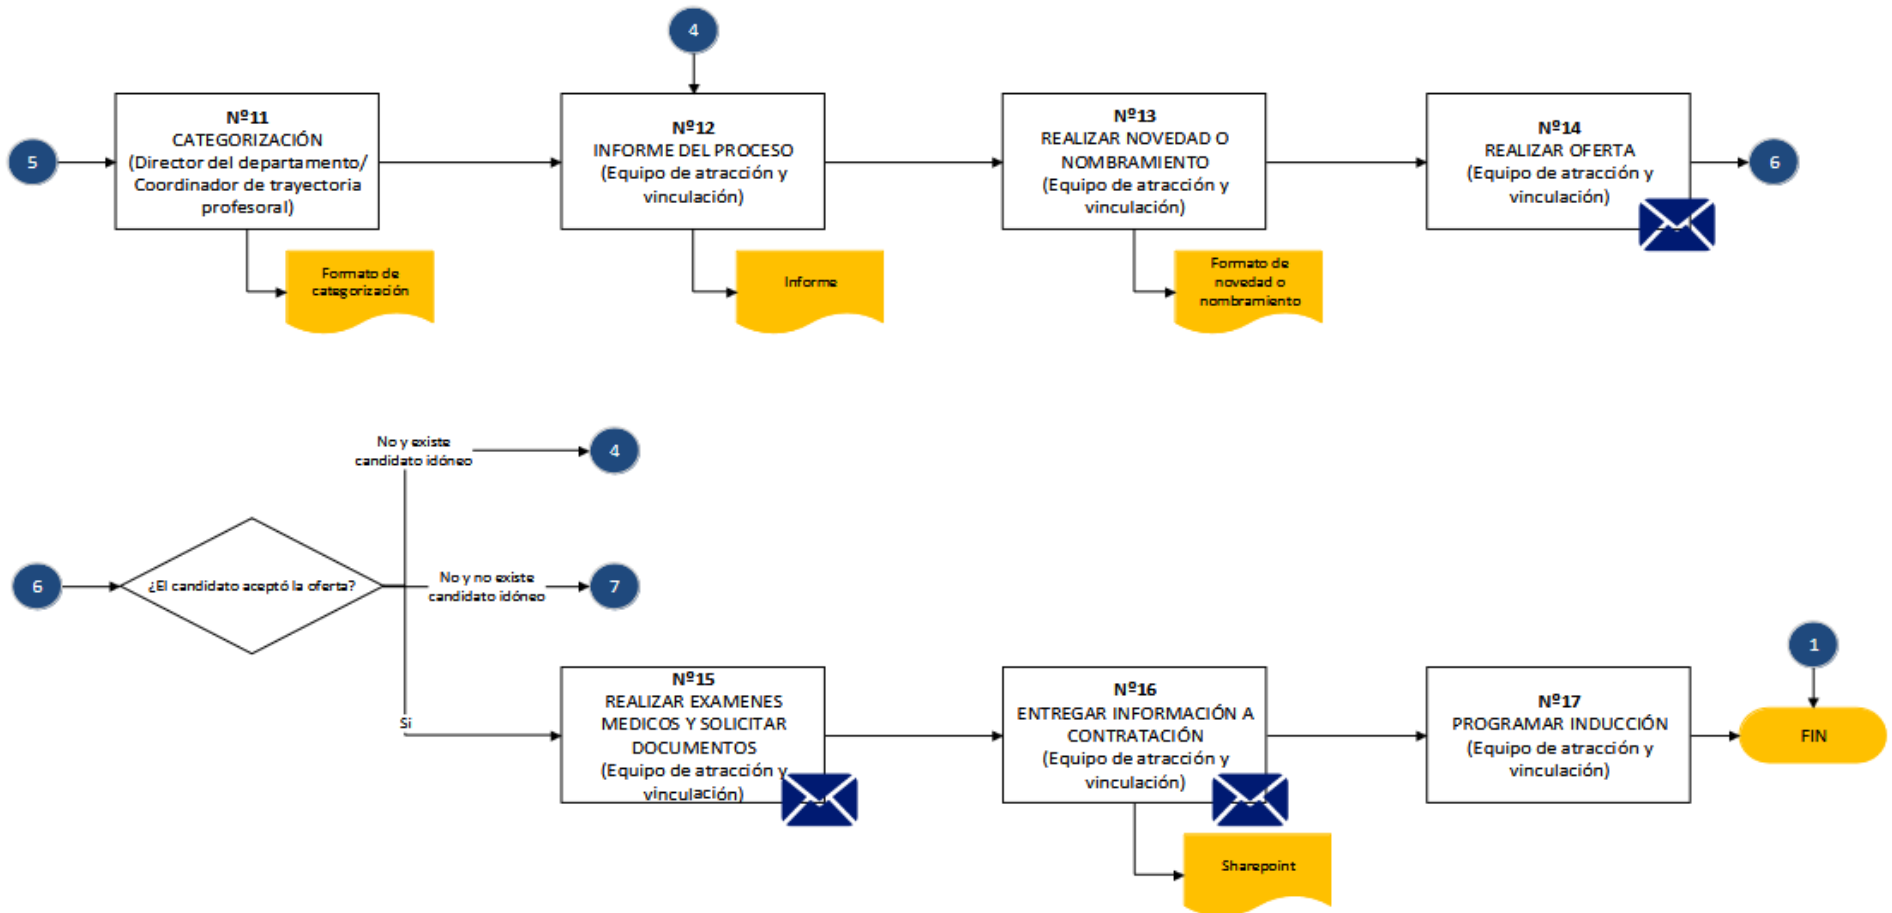 4
5
Nº11
CATEGORIZACIÓN
(Director del departamento/
Coordinador de trayectoria
profesoral)
Nº12
INFORME DEL PROCESO
(Equipo de atracción y
vinculación)
Nº13
REALIZAR NOVEDAD O
NOMBRAMIENTO
(Equipo de atracción y
vinculación)
Nº14
REALIZAR OFERTA
(Equipo de atracción y
vinculación)
6
Formato de
categorización
Informe
Formato de
novedad o
nombramiento
No y existe
candidato idóneo
4
6
¿El candidato aceptó la oferta?
No y no existe
candidato idóneo
7
Si
Nº15
REALIZAR EXAMENES
MEDICOS Y SOLICITAR
DOCUMENTOS
(Equipo de atracción y
vinculación)
Nº16
ENTREGAR INFORMACIÓN A
CONTRATACIÓN
(Equipo de atracción y
vinculación)
Nº17
PROGRAMAR INDUCCIÓN
(Equipo de atracción y
vinculación)
1
FIN
Sharepoint